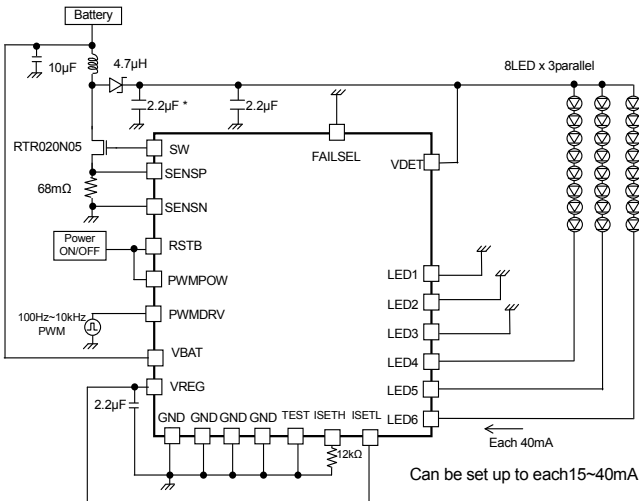 Battery
10µF
4.7µH
8LED x 3parallel
2.2µF *
2.2µF
RTR020N05
SW
FAILSEL
SENSP
VDET
68mΩ
SENSN
Power
ON/OFF
RSTB
LED1
PWMPOW
LED2
100Hz~10kHz
PWM
PWMDRV
LED3
VBAT
LED4
VREG
LED5
2.2µF
GND
GND
GND
GND
TEST
ISETH
ISETL
LED6
12kΩ
Each 40mA
Can be set up to each15~40mA